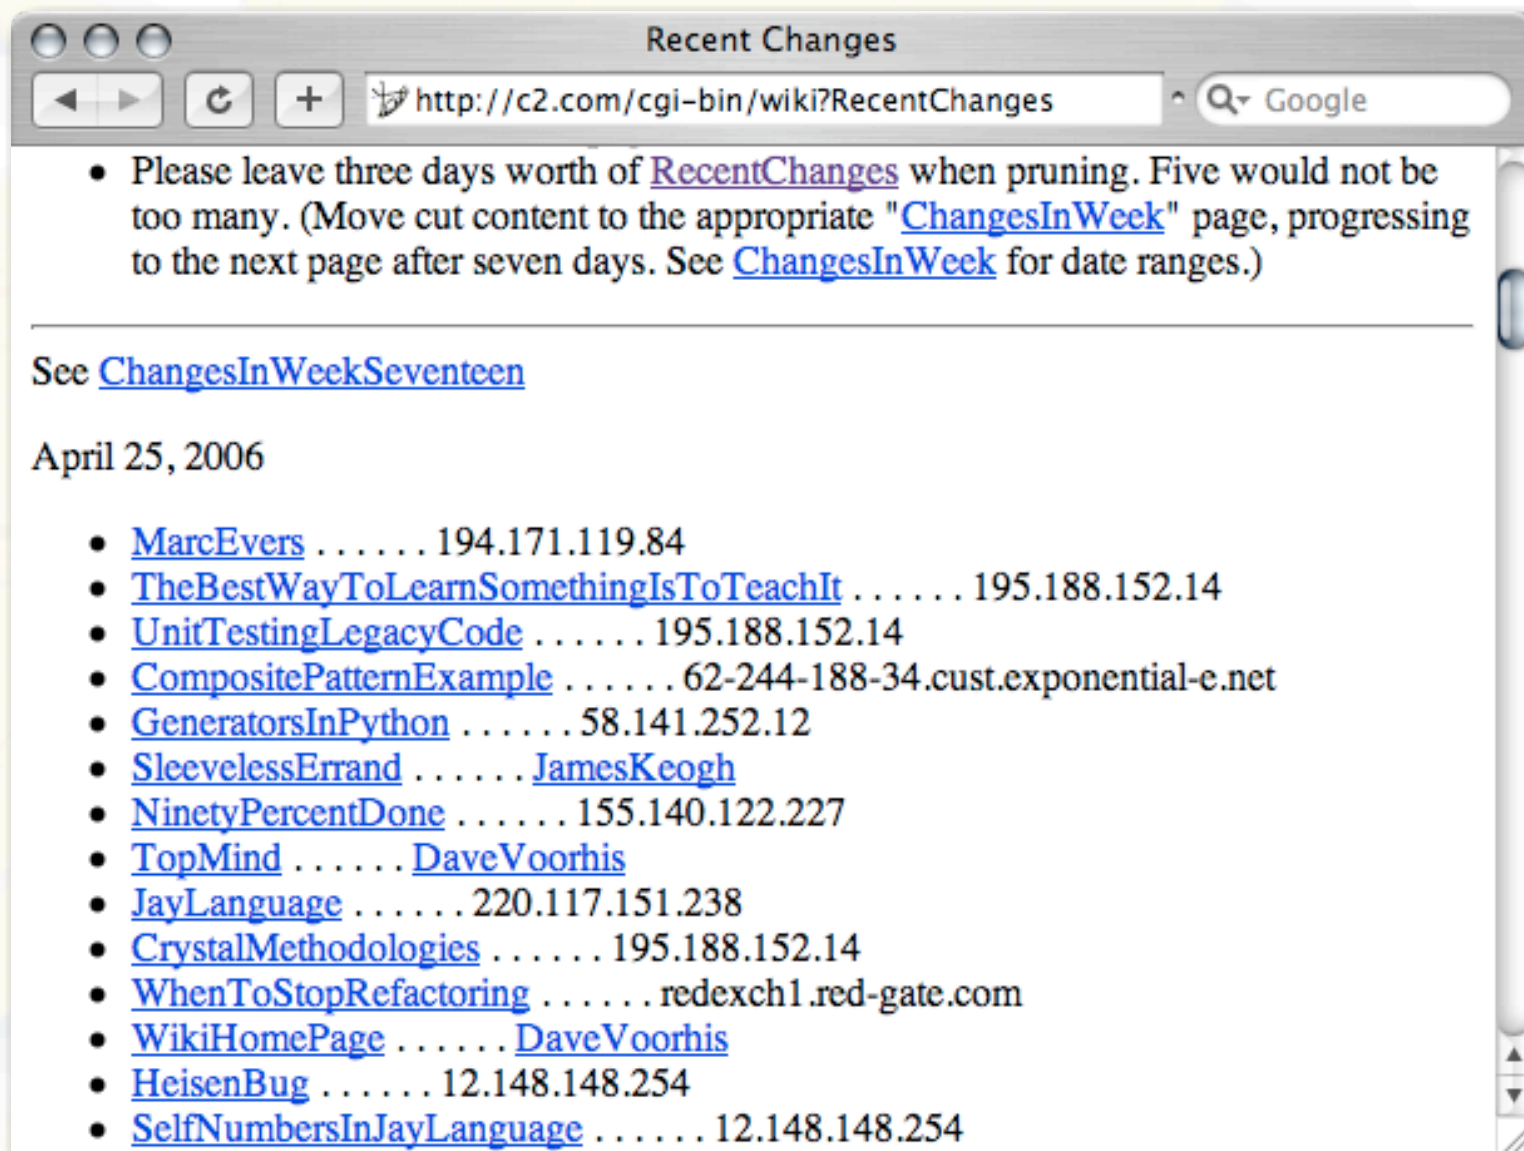 Recent Changes
http://c2.com/cgi-bin/wiki?RecentChanges
Google
• Please leave three days worth of RecentChanges when pruning. Five would not be
too many. (Move cut content to the appropriate "ChangesInWeek" page, progressing
to the next page after seven days. See ChangesInWeek for date ranges.)
See ChangesInWeekSeventeen
April 25, 2006
• MarcEvers . . . . . . 194.171.119.84
• TheBestWayToLearnSomethingIsToTeachIt . . . . . . 195.188.152.14
• UnitTestingLegacyCode . . . . . . 195.188.152.14
• CompositePatternExample . . . . . . 62-244-188-34.cust.exponential-e.net
• GeneratorsInPython . . . . . . 58.141.252.12
• SleevelessErrand . . . . . . JamesKeogh
• NinetyPercentDone . . . . . . 155.140.122.227
• TopMind . . . . . . DaveVoorhis
• JayLanguage . . . . . . 220.117.151.238
• CrystalMethodologies . . . . . . 195.188.152.14
• WhenToStopRefactoring . . . . . . redexch1.red-gate.com
• WikiHomePage . . . . . . DaveVoorhis
• HeisenBug . . . . . . 12.148.148.254
• SelfNumbersInJayLanguage . . . . . . 12.148.148.254